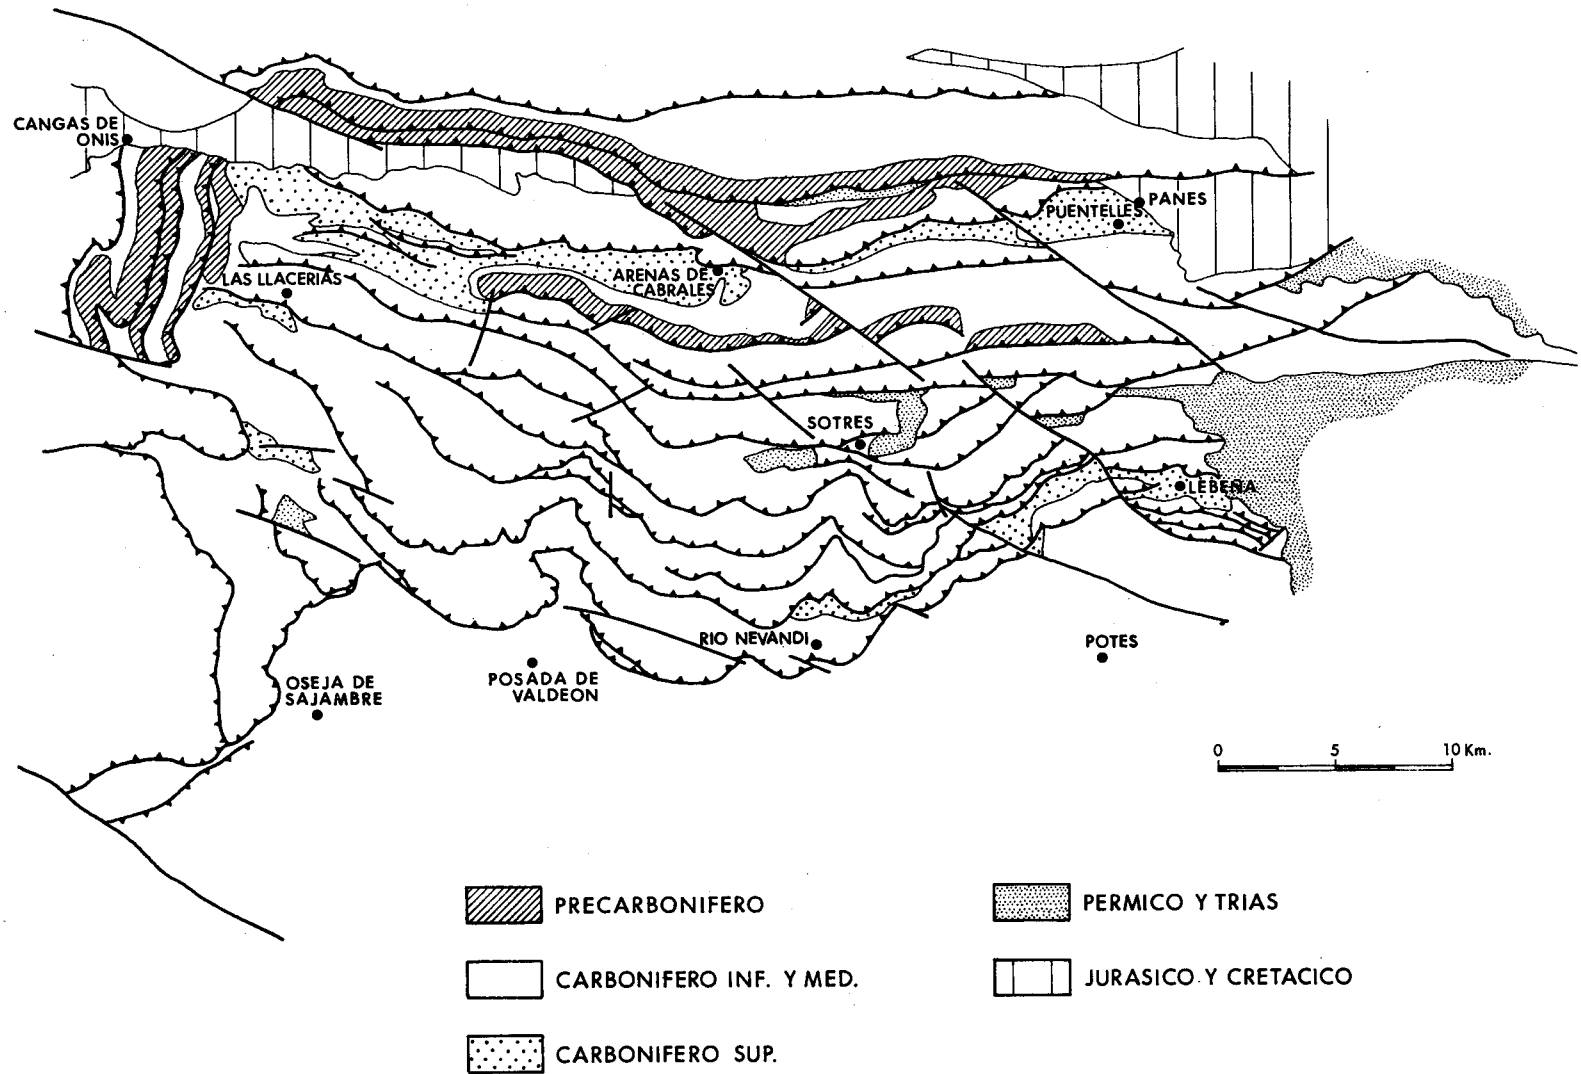 CANGAS DE
ONIS
PANES
PUENTELLES
LAS LLACERIAS
ARENAS DE
CABRALES
SOTRES
LEBEÑA
RIO NEVANDI
POTES
OSEJA DE
SAJAMBRE
POSADA DE
VALDEON
0 5 10 Km.
PRECARBONIFERO
CARBONIFERO INF. Y MED.
CARBONIFERO SUP.
PERMICO Y TRIAS
JURASICO Y CRETACICO